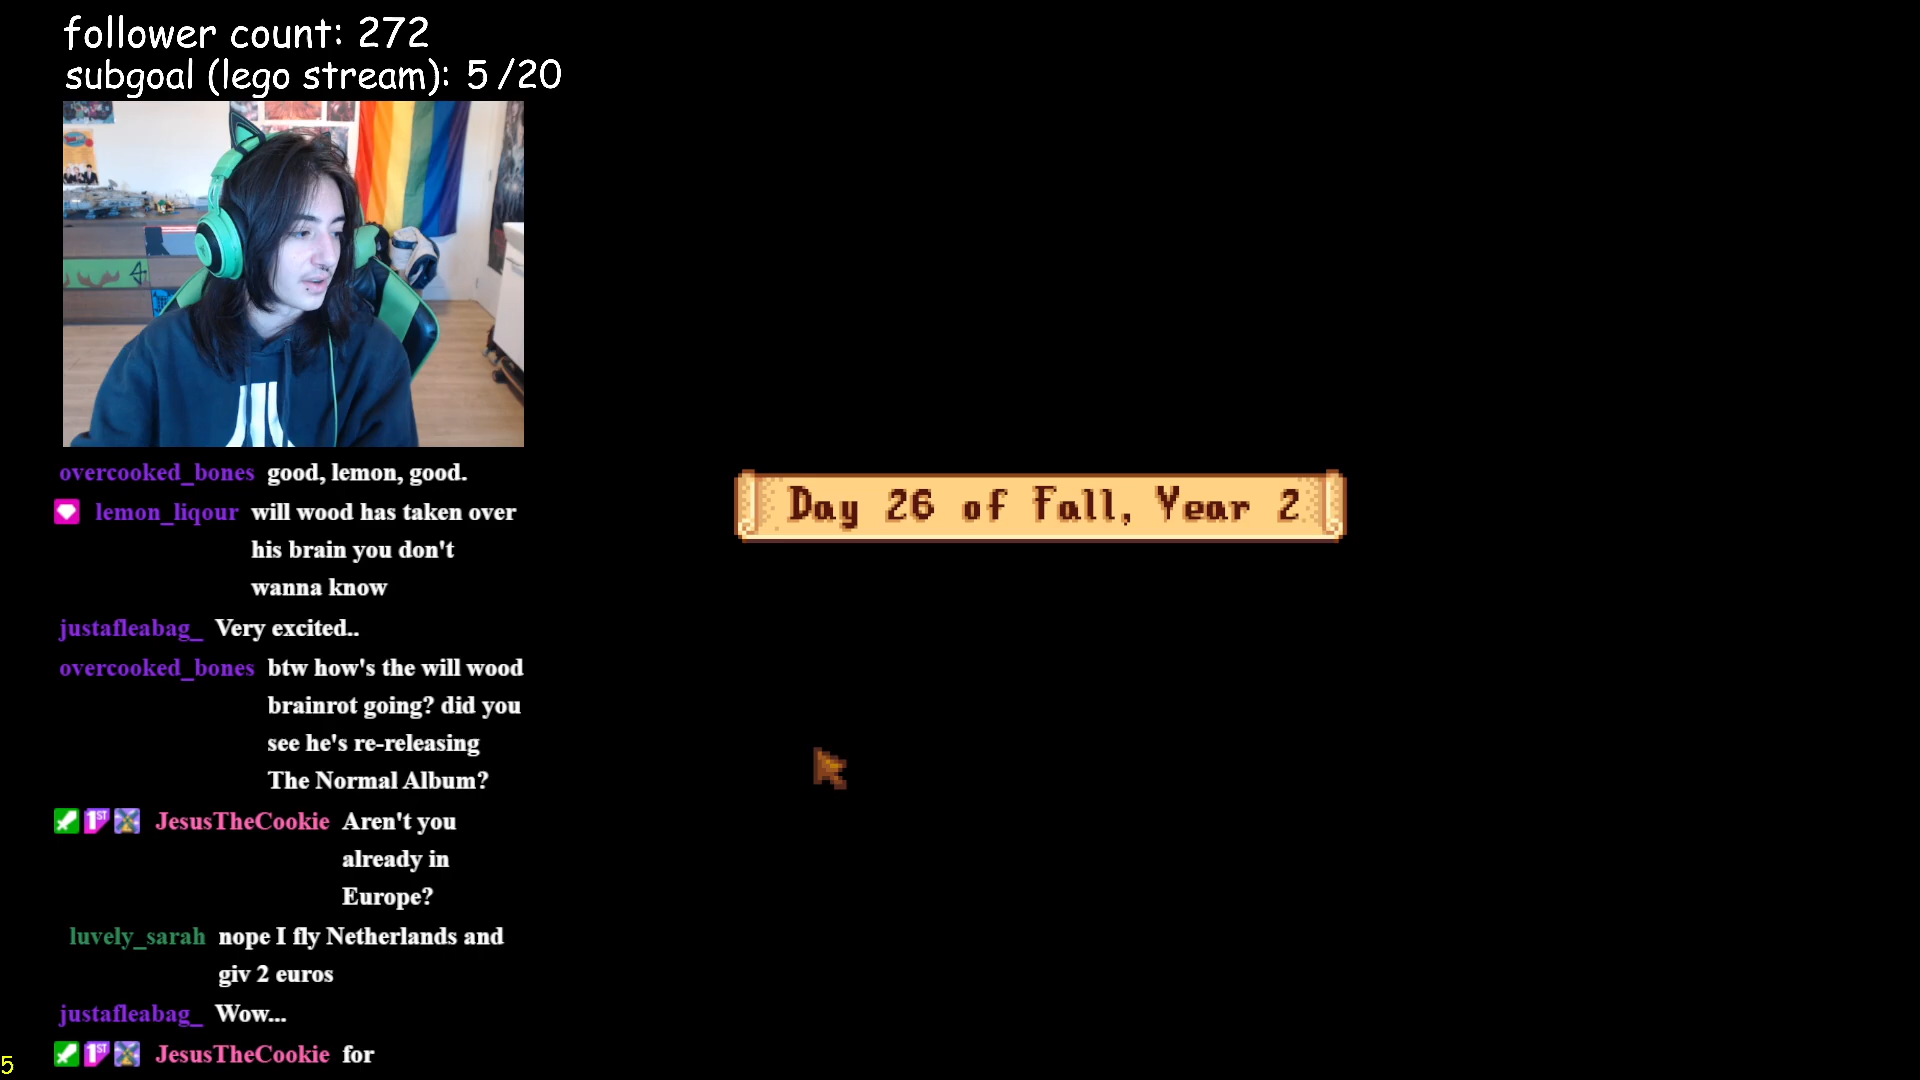 follower count: 272
subgoal (lego stream): 5 /20
overcooked_bones good, lemon, good.
lemon_liqour will wood has taken over
his brain you don't
wanna know
justafleabag_ Very excited..
overcooked_bones btw how's the will wood
brainrot going? did you
see he's re-releasing
The Normal Album?
1ST JesusTheCookie Aren't you
already in
Europe?
luvely_sarah nope I fly Netherlands and
giv 2 euros
justafleabag_ Wow...
1ST JesusTheCookie for
5
Day 26 of Fall, Year 2